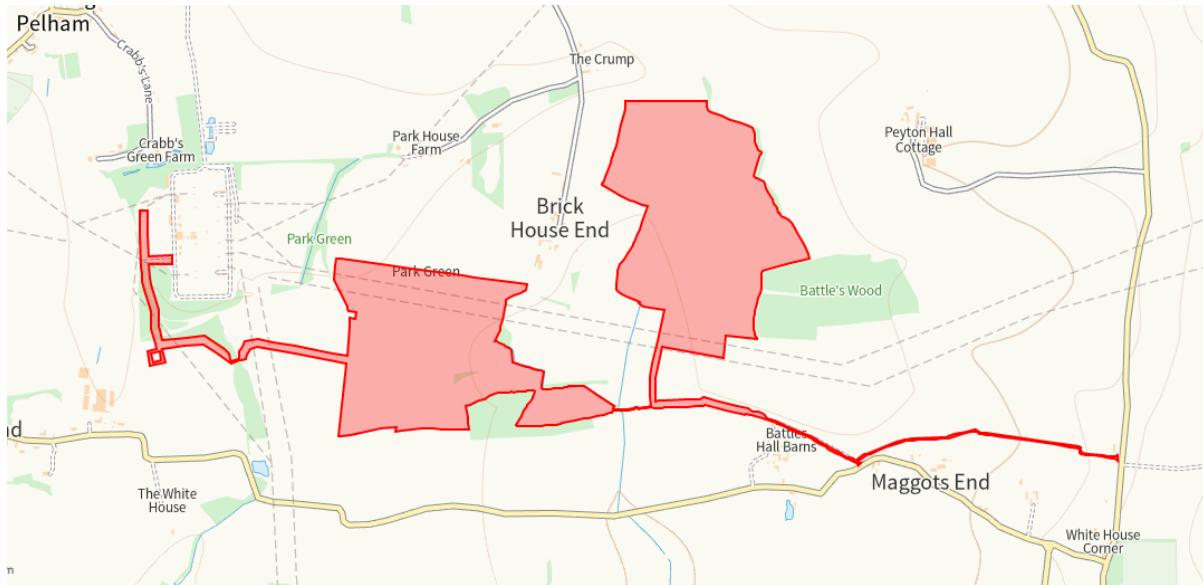 Pelham
Crabb's Lane
The Crump
Crabb's
Green Farm
Park House
Farm
Peyton Hall
Cottage
Brick
House End
Park Green
Park Green
Battle's Wood
Battles
Hall Barns
Maggots End
The White
House
White House
Corner